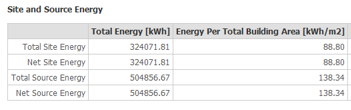 Site and Source Energy
Total Energy [kWh] Energy Per Total Building Area [kWh/m2]
Total Site Energy 324071.81 88.80
Net Site Energy 324071.81 88.80
Total Source Energy 504856.67 138.34
Net Source Energy 504856.67 138.34